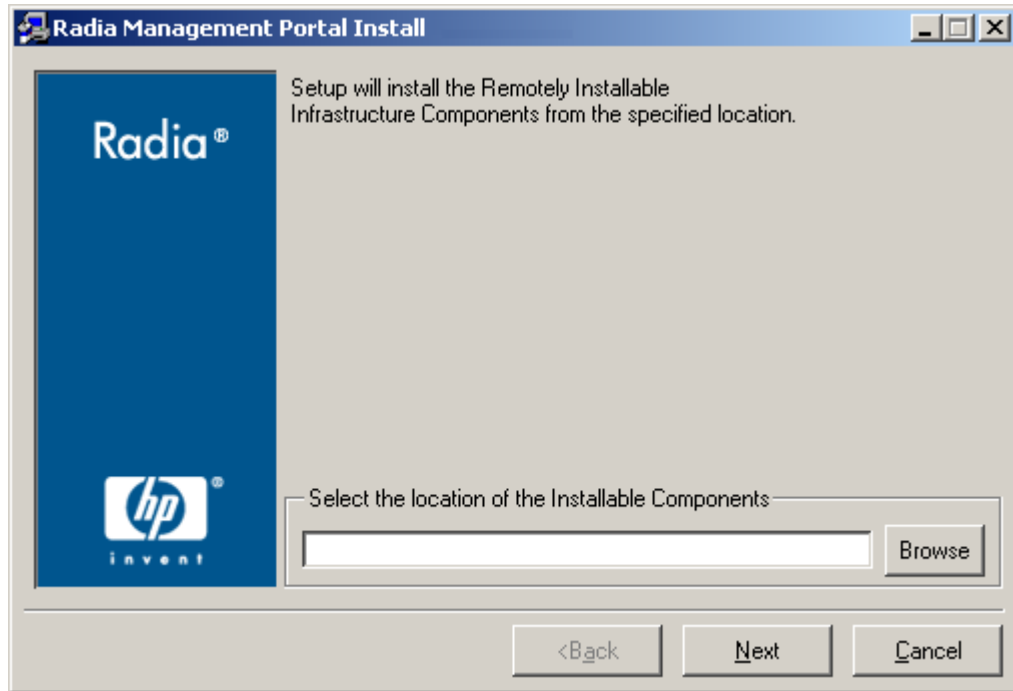 Radia Management Portal Install
Setup will install the Remotely Installable
Infrastructure Components from the specified location.
Radia®
hp®
invent
Select the location of the Installable Components
Browse
<Back
Next
Cancel